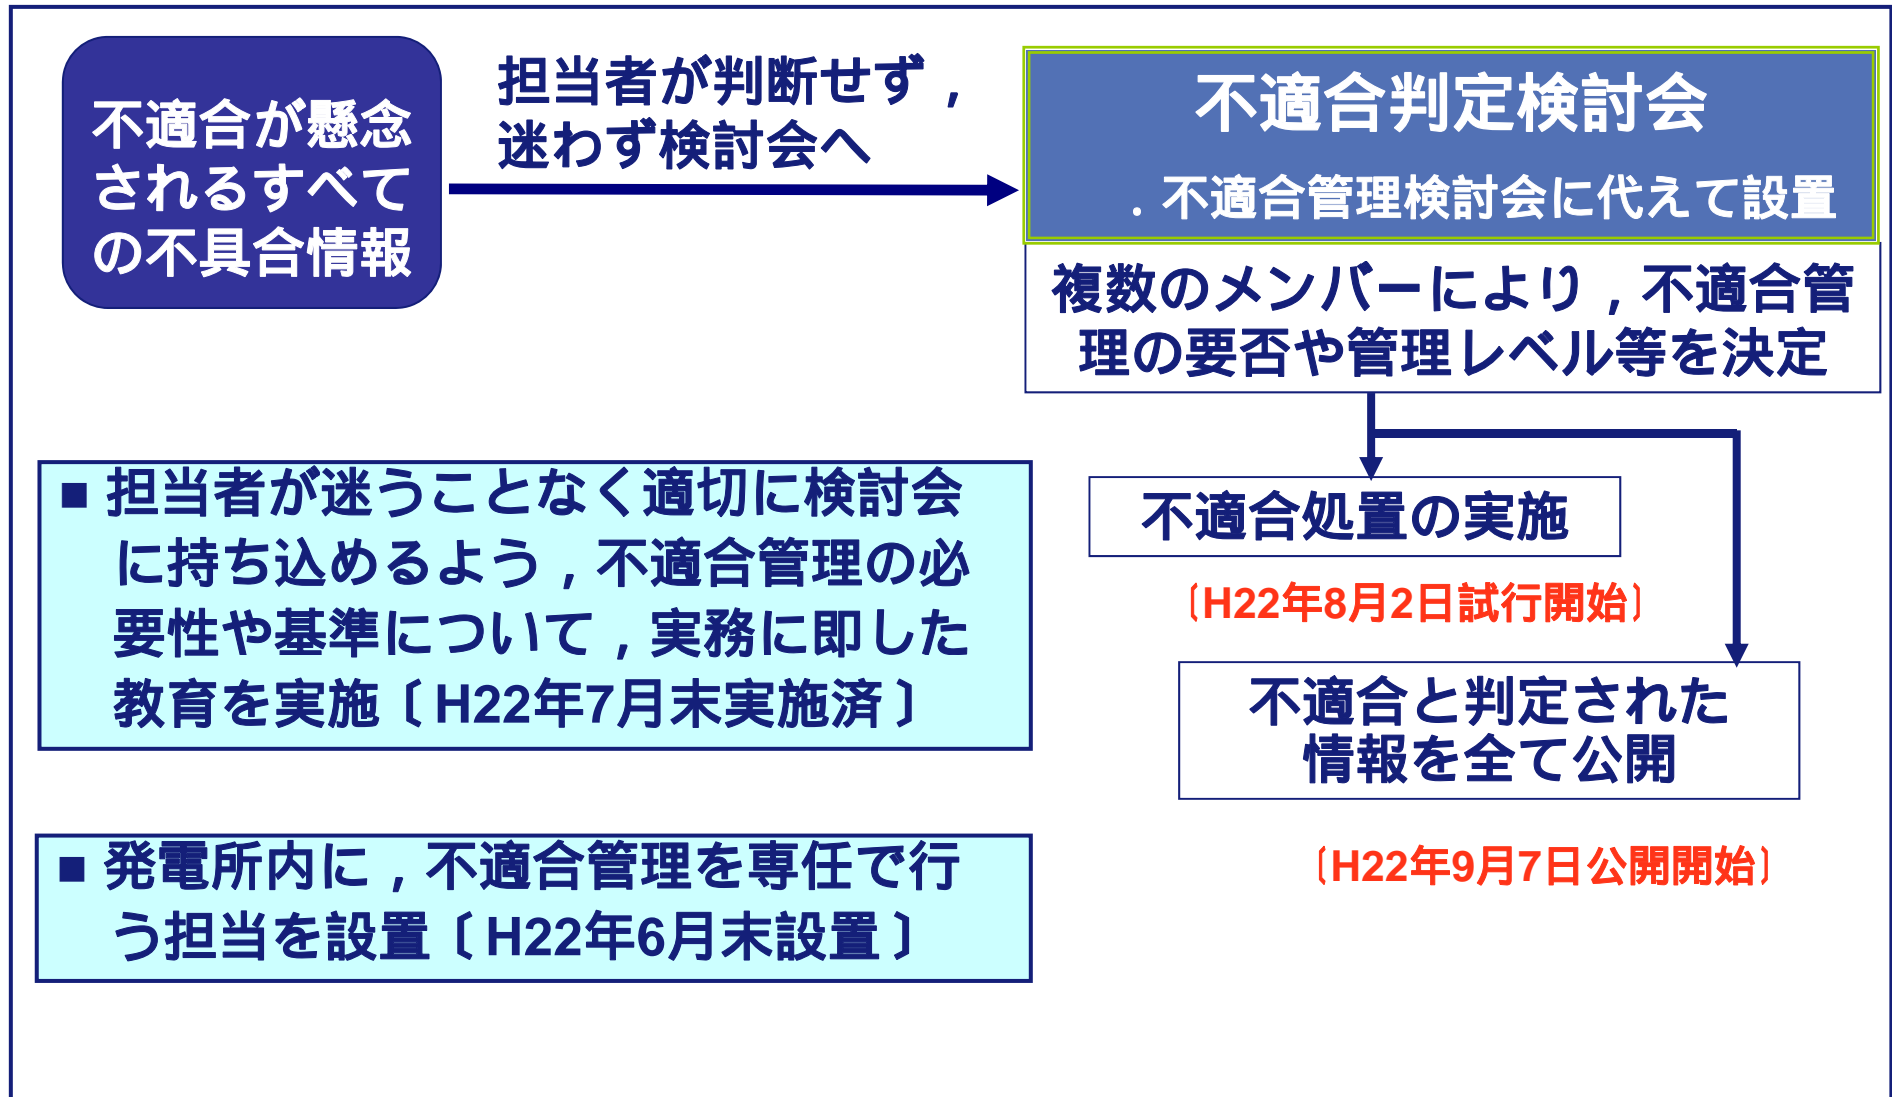 不適合が懸念
されるすべて
の不具合情報
担当者が判断せず，
迷わず検討会へ
不適合判定検討会
．不適合管理検討会に代えて設置
複数のメンバーにより，不適合管
理の要否や管理レベル等を決定
不適合処置の実施
〔H22年8月2日試行開始〕
不適合と判定された
情報を全て公開
〔H22年9月7日公開開始〕
■ 担当者が迷うことなく適切に検討会
に持ち込めるよう，不適合管理の必
要性や基準について，実務に即した
教育を実施〔H22年7月末実施済〕
■ 発電所内に，不適合管理を専任で行
う担当を設置〔H22年6月末設置〕